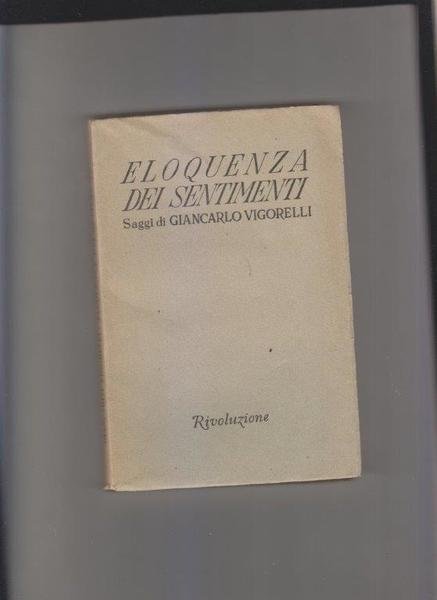 ELOQUENZA
DEI SENTIMENTI
Saggi di GIANCARLO VIGORELLI
Rivoluzione